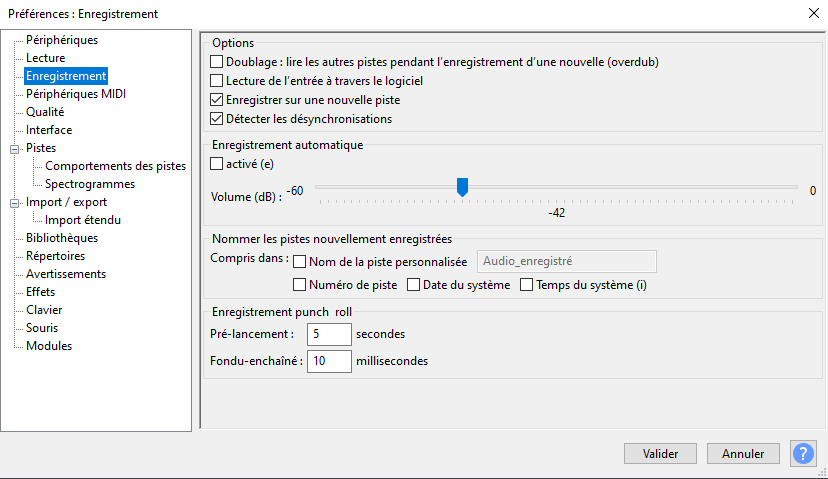 Préférences : Enregistrement
Périphériques
Lecture
Enregistrement
Périphériques MIDI
Qualité
Interface
Pistes
Comportements des pistes
Spectrogrammes
Import / export
Import étendu
Bibliothèques
Répertoires
Avertissements
Effets
Clavier
Souris
Modules
Options
Doublage : lire les autres pistes pendant l'enregistrement d'une nouvelle (overdub)
Lecture de l'entrée à travers le logiciel
Enregistrer sur une nouvelle piste
Détecter les désynchronisations
Enregistrement automatique
activé (e)
Volume (dB) : -60 0
-42
Nommer les pistes nouvellement enregistrées
Compris dans : Nom de la piste personnalisée Audio_enregistré
Numéro de piste Date du système Temps du système (i)
Enregistrement punch roll
Pré-lancement : 5 secondes
Fondu-enchaîné : 10 millisecondes
Valider Annuler ?